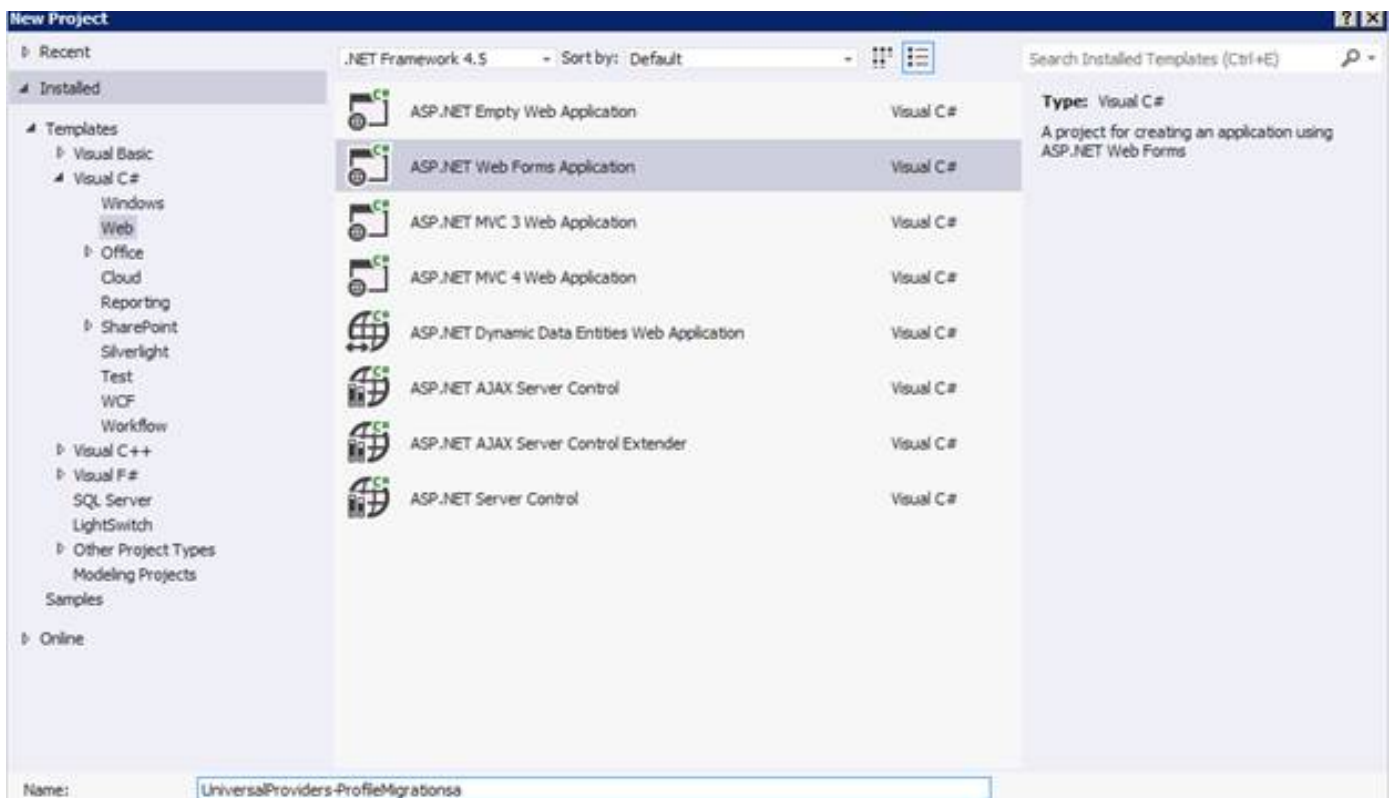 New Project
Recent
Installed
Templates
Visual Basic
Visual C#
Windows
Web
Office
Cloud
Reporting
SharePoint
Silverlight
Test
WCF
Workflow
Visual C++
Visual F#
SQL Server
LightSwitch
Other Project Types
Modeling Projects
Samples
Online
.NET Framework 4.5 Sort by: Default
ASP.NET Empty Web Application Visual C#
ASP.NET Web Forms Application Visual C#
ASP.NET MVC 3 Web Application Visual C#
ASP.NET MVC 4 Web Application Visual C#
ASP.NET Dynamic Data Entities Web Application Visual C#
ASP.NET AJAX Server Control Visual C#
ASP.NET AJAX Server Control Extender Visual C#
ASP.NET Server Control Visual C#
Search Installed Templates (Ctrl+E)
Type: Visual C#
A project for creating an application using
ASP.NET Web Forms
Name: UniversalProviders-ProfileMigrationsa